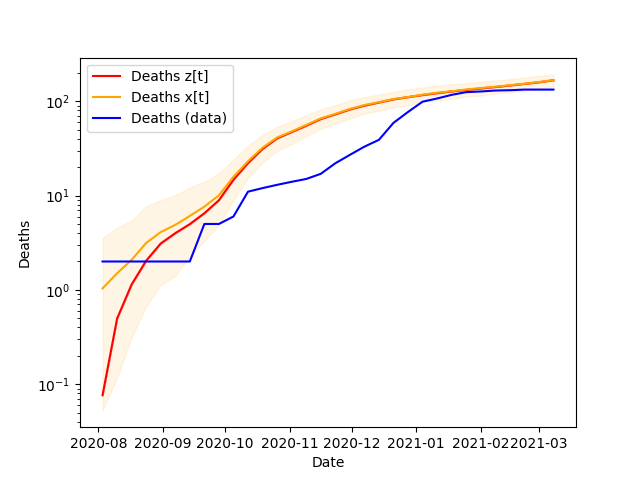 Deaths z[t]
Deaths x[t]
Deaths (data)
Deaths
10²
10¹
10⁰
10⁻¹
2020-08 2020-09 2020-10 2020-11 2020-12 2021-01 2021-02 2021-03
Date